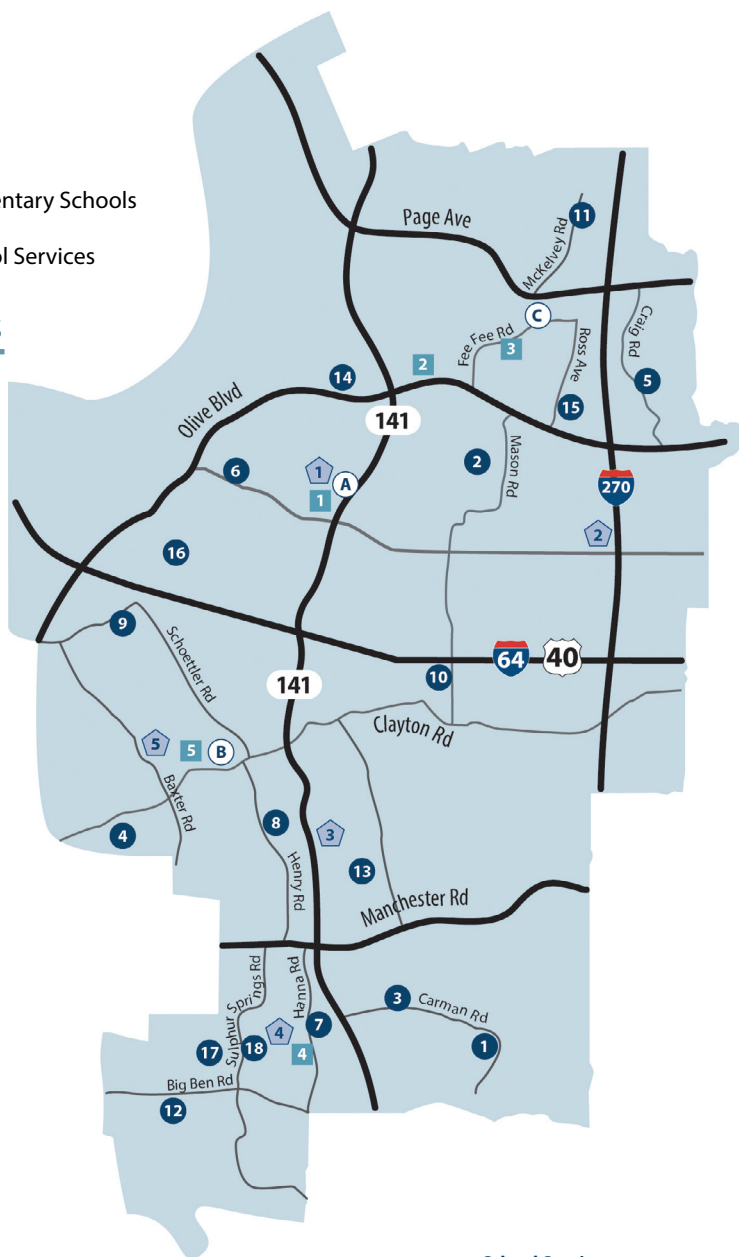 entary Schools
ol Services
Page Ave
McKelvey Rd
11
C
Fee Fee Rd
3
Ross Ave
Craig Rd
5
2
14
Olive Blvd
141
15
Mason Rd
2
6
1
A
1
270
2
16
9
Schoettler Rd
64
40
10
141
Clayton Rd
5
5
B
Baxter Rd
4
8
3
Henry Rd
13
Manchester Rd
Sulphur Springs Rd
Hanna Rd
3
Carman Rd
7
4
4
1
17
18
Big Ben Rd
12